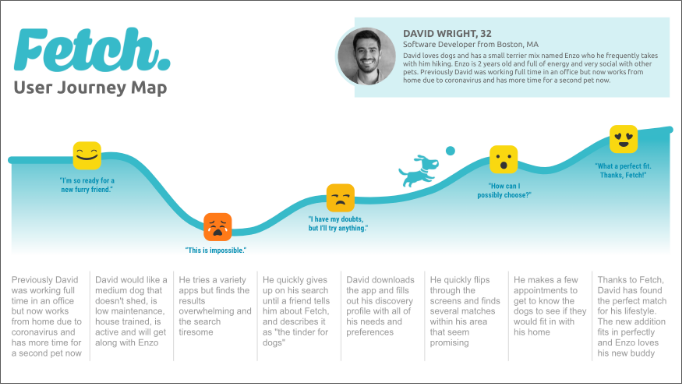 Fetch.
User Journey Map
DAVID WRIGHT, 32
Software Developer from Boston, MA
David loves dogs and has a small terrier mix named Enzo who he frequently takes
with him hiking. Enzo is 2 years old and full of energy and very social with other
pets. Previously David was working full time in an office but now works from
home due to coronavirus and has more time for a second pet now.
"I'm so ready for a
new furry friend."
"This is impossible."
"I have my doubts,
but I'll try anything."
"How can I
possibly choose?"
"What a perfect fit.
Thanks, Fetch!"
Previously David
was working full
time in an office
but now works
from home due to
coronavirus and
has more time for
a second pet now
David would like a
medium dog that
doesn't shed, is
low maintenance,
house trained, is
active and will get
along with Enzo
He tries a variety
apps but finds the
results
overwhelming and
the search
tiresome
He quickly gives
up on his search
until a friend tells
him about Fetch,
and describes it
as "the tinder for
dogs"
David downloads
the app and fills
out his discovery
profile with all of
his needs and
preferences
He quickly flips
through the
screens and finds
several matches
within his area
that seem
promising
He makes a few
appointments to
get to know the
dogs to see if they
would fit in with
his home
Thanks to Fetch,
David has found
the perfect match
for his lifestyle.
The new addition
fits in perfectly
and Enzo loves
his new buddy